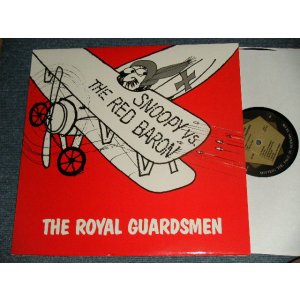 SNOOPY VS.
THE RED BARON
THE ROYAL GUARDSMEN